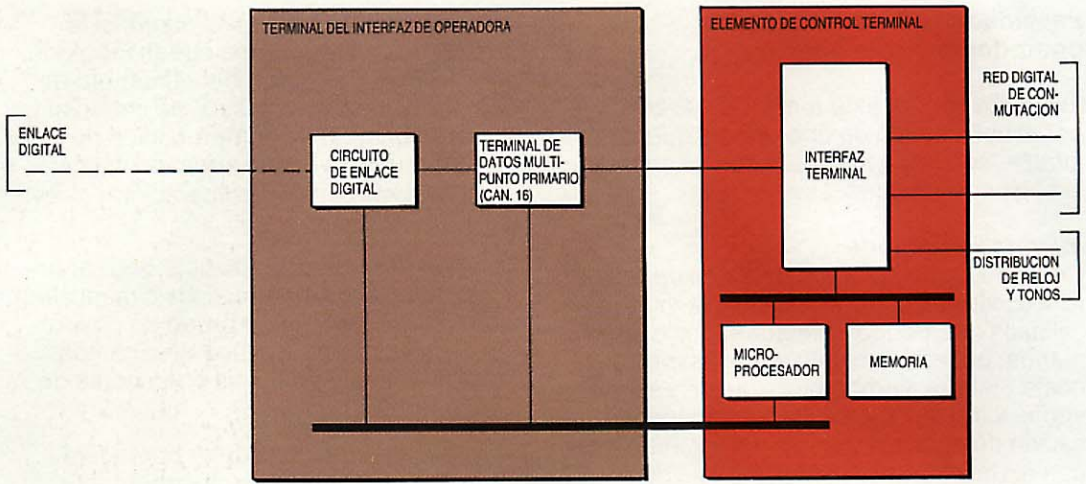 TERMINAL DEL INTERFAZ DE OPERADORA
ELEMENTO DE CONTROL TERMINAL
ENLACE
DIGITAL
CIRCUITO
DE ENLACE
DIGITAL
TERMINAL DE
DATOS MULTI-
PUNTO PRIMARIO
(CAN. 16)
INTERFAZ
TERMINAL
RED DIGITAL
DE CON-
MUTACION
DISTRIBUCION
DE RELOJ
Y TONOS
MICRO-
PROCESADOR
MEMORIA